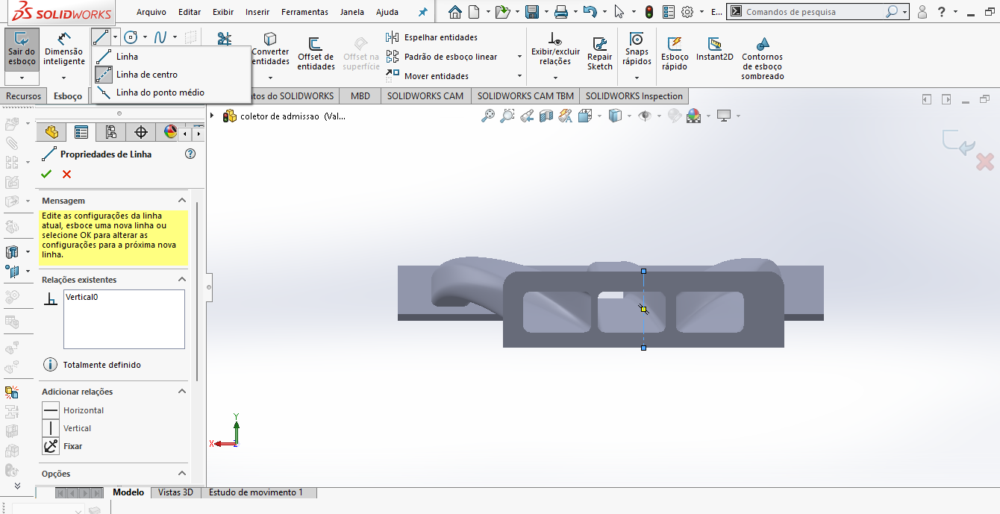 SOLIDWORKS
Arquivo Editar Exibir Inserir Ferramentas Janela Ajuda
E...
Comandos de pesquisa
?
Sair do esboço
Dimensão inteligente
Linha
Linha de centro
Linha do ponto médio
Converter entidades
Offset de entidades
Offset na superfície
Espelhar entidades
Padrão de esboço linear
Mover entidades
Exibir/excluir relações
Repair Sketch
Snaps rápidos
Esboço rápido
Instant2D
Contornos de esboço sombreado
Recursos Esboço ntos do SOLIDWORKS MBD SOLIDWORKS CAM SOLIDWORKS CAM TBM SOLIDWORKS Inspection
coletor de admissao (Val...
Propriedades de Linha
?
Mensagem
Edite as configurações da linha
atual, esboce uma nova linha ou
selecione OK para alterar as
configurações para a próxima nova
linha.
Relações existentes
Vertical0
Totalmente definido
Adicionar relações
Horizontal
Vertical
Fixar
Opções
Y
X
Z
Modelo Vistas 3D Estudo de movimento 1